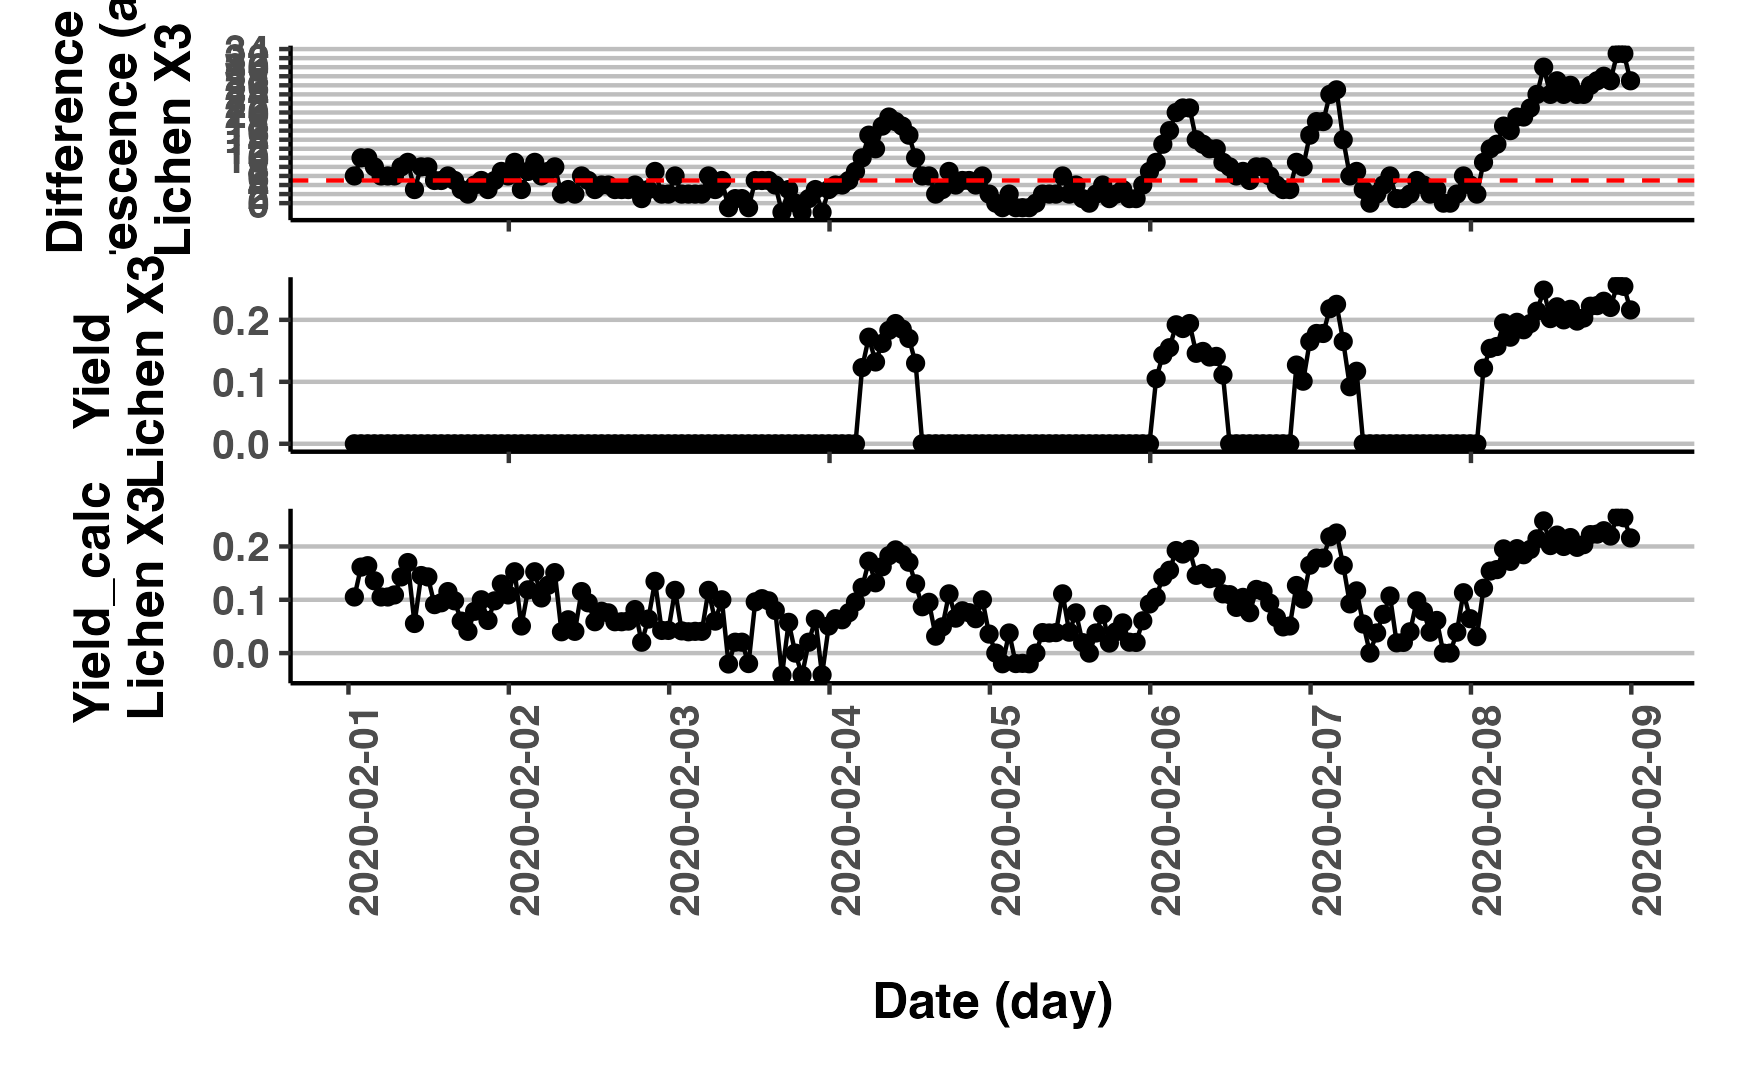 Difference
escence (a
Lichen X3
Yield
Lichen X3
0.2
0.1
0.0
Yield_calc
Lichen X3
0.2
0.1
0.0
2020-02-01
2020-02-02
2020-02-03
2020-02-04
2020-02-05
2020-02-06
2020-02-07
2020-02-08
2020-02-09
Date (day)